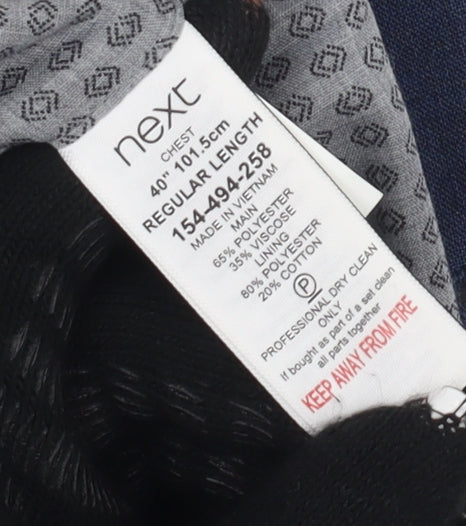 next
CHEST
40" 101.5cm
REGULAR LENGTH
154-494-258
MADE IN VIETNAM
MAIN
65% POLYESTER
35% VISCOSE
LINING
80% POLYESTER
20% COTTON
P
PROFESSIONAL DRY CLEAN
ONLY
If bought as part of a set clean
all parts together
KEEP AWAY FROM FIRE